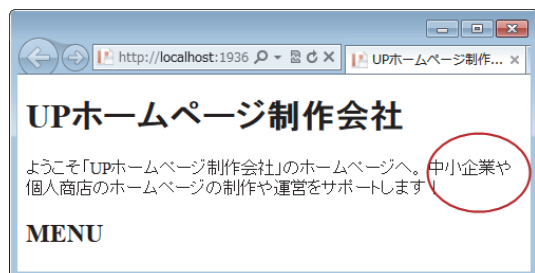 http://localhost:1936
UPホームページ制作...
UPホームページ制作会社
ようこそ「UPホームページ制作会社」のホームページへ。中小企業や
個人商店のホームページの制作や運営をサポートします!
MENU